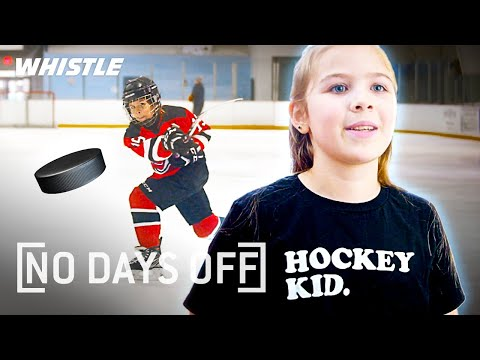 WHISTLE
NO DAYS OFF
HOCKEY
KID.